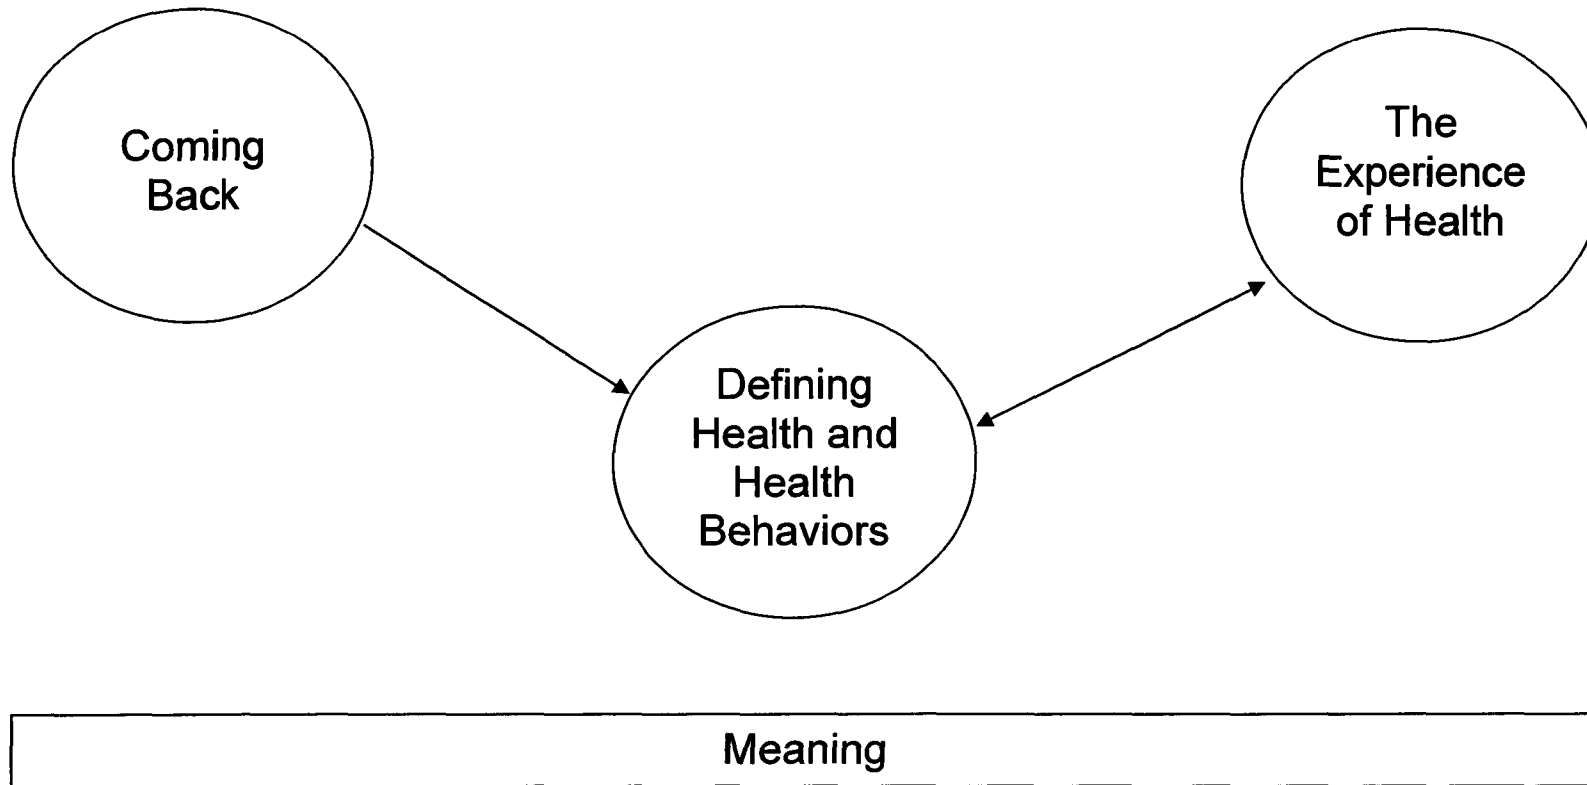 Coming
Back
The
Experience
of Health
Defining
Health and
Health
Behaviors
Meaning